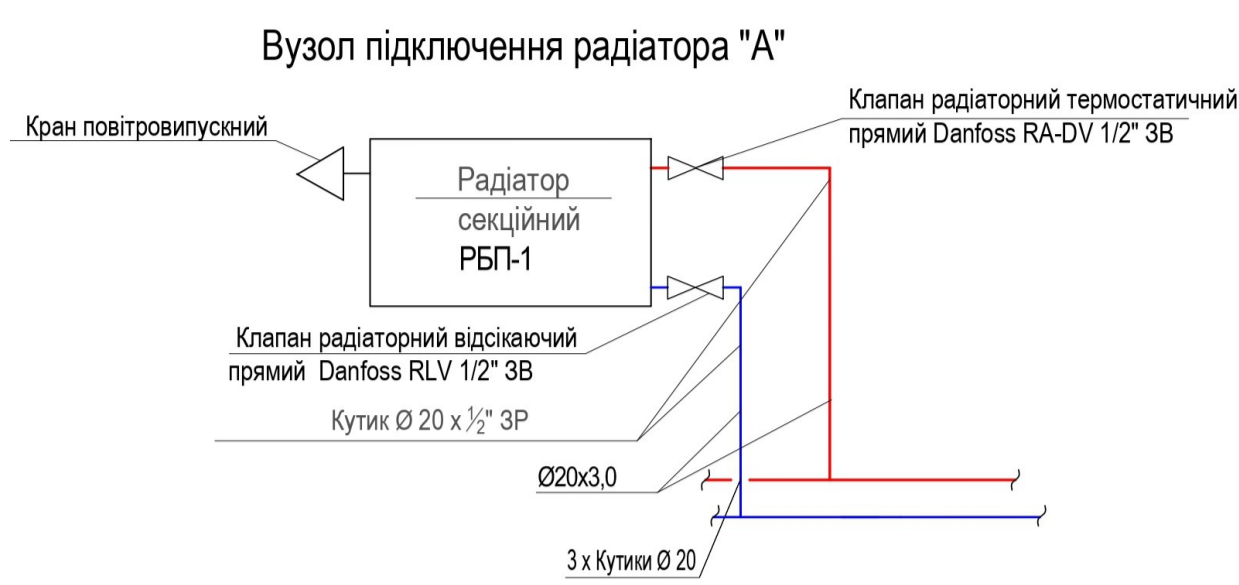 Вузол підключення радіатора "А"
Кран повітровипускний
Клапан радіаторний термостатичний
прямий Danfoss RA-DV 1/2" ЗВ
Радіатор
секційний
РБП-1
Клапан радіаторний відсікаючий
прямий Danfoss RLV 1/2" ЗВ
Кутик Ø 20 х ½" ЗР
Ø20х3,0
3 х Кутики Ø 20